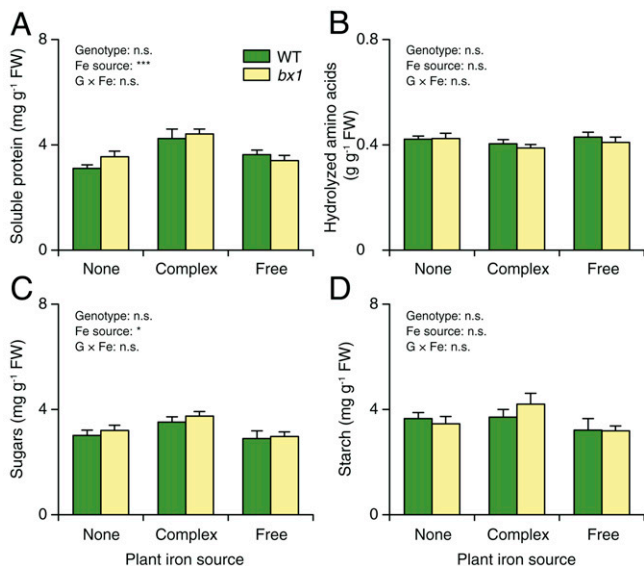 A
Soluble protein (mg g-1 FW)
8
4
0
Genotype: n.s.
Fe source: ***
G × Fe: n.s.
WT
bx1
None Complex Free
B
Hydrolyzed amino acids
(g g-1 FW)
0.8
0.4
0
Genotype: n.s.
Fe source: n.s.
G × Fe: n.s.
None Complex Free
C
Sugars (mg g-1 FW)
8
4
0
Genotype: n.s.
Fe source: *
G × Fe: n.s.
None Complex Free
Plant iron source
D
Starch (mg g-1 FW)
8
4
0
Genotype: n.s.
Fe source: n.s.
G × Fe: n.s.
None Complex Free
Plant iron source